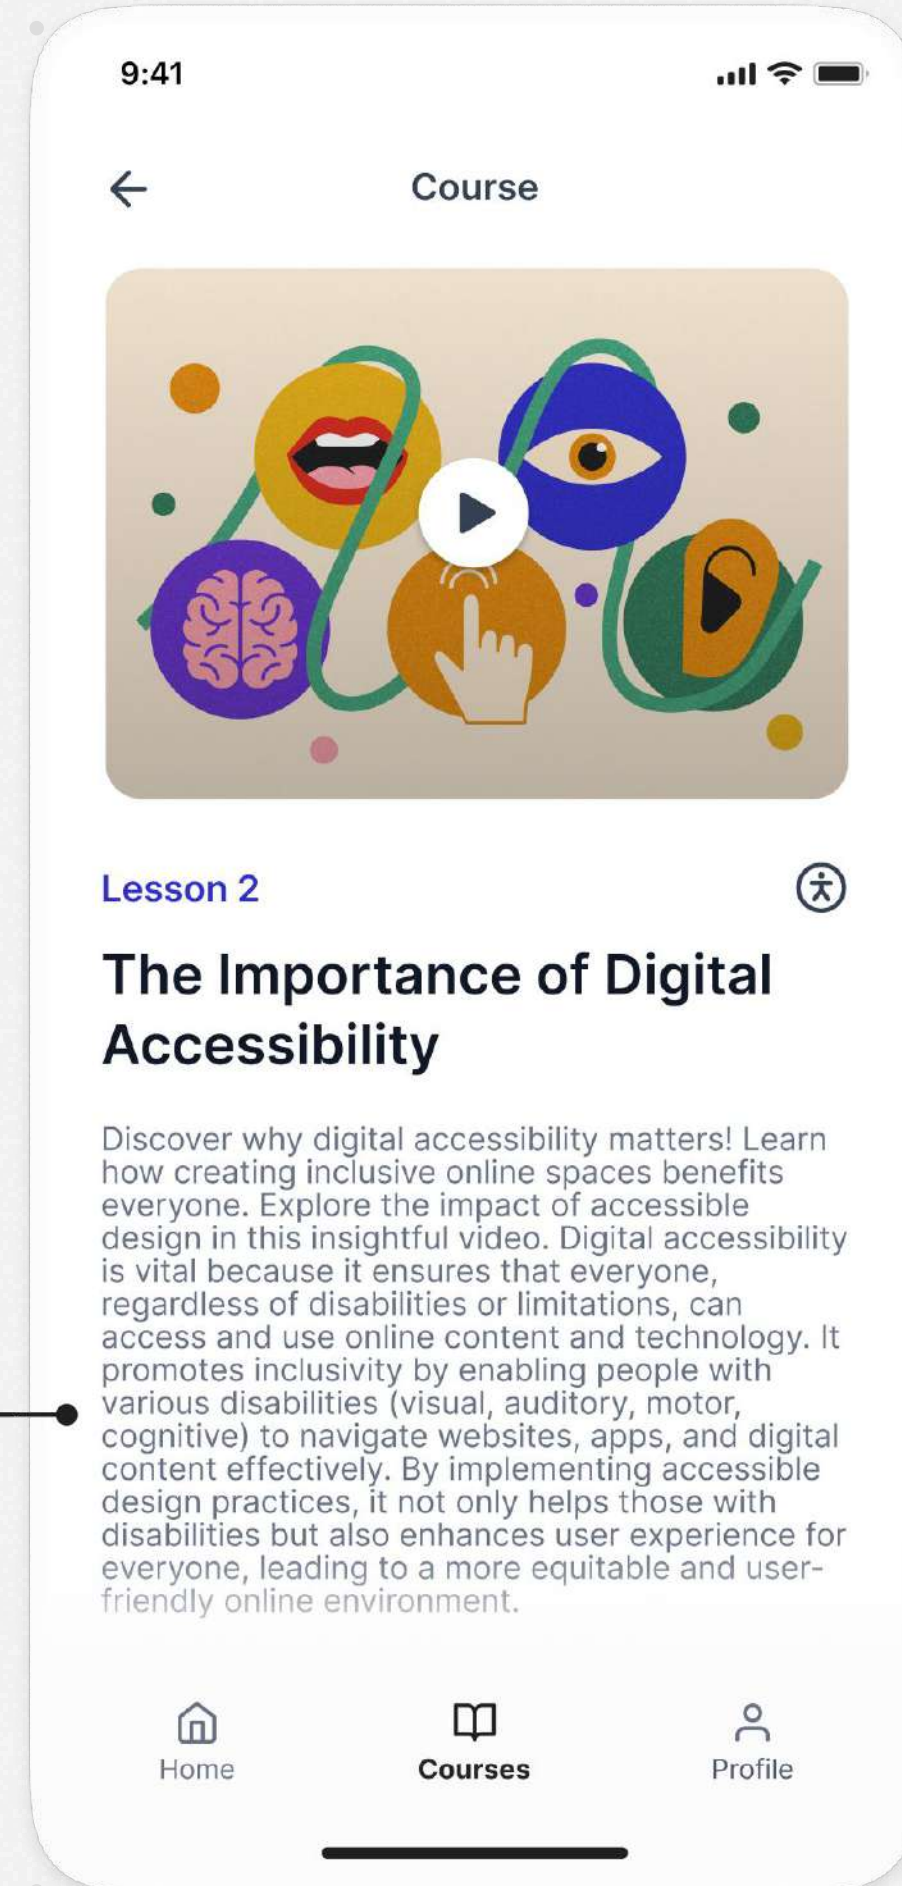 9:41
Course
Lesson 2
The Importance of Digital
Accessibility
Discover why digital accessibility matters! Learn
how creating inclusive online spaces benefits
everyone. Explore the impact of accessible
design in this insightful video. Digital accessibility
is vital because it ensures that everyone,
regardless of disabilities or limitations, can
access and use online content and technology. It
promotes inclusivity by enabling people with
various disabilities (visual, auditory, motor,
cognitive) to navigate websites, apps, and digital
content effectively. By implementing accessible
design practices, it not only helps those with
disabilities but also enhances user experience for
everyone, leading to a more equitable and user-
friendly online environment.
Home
Courses
Profile